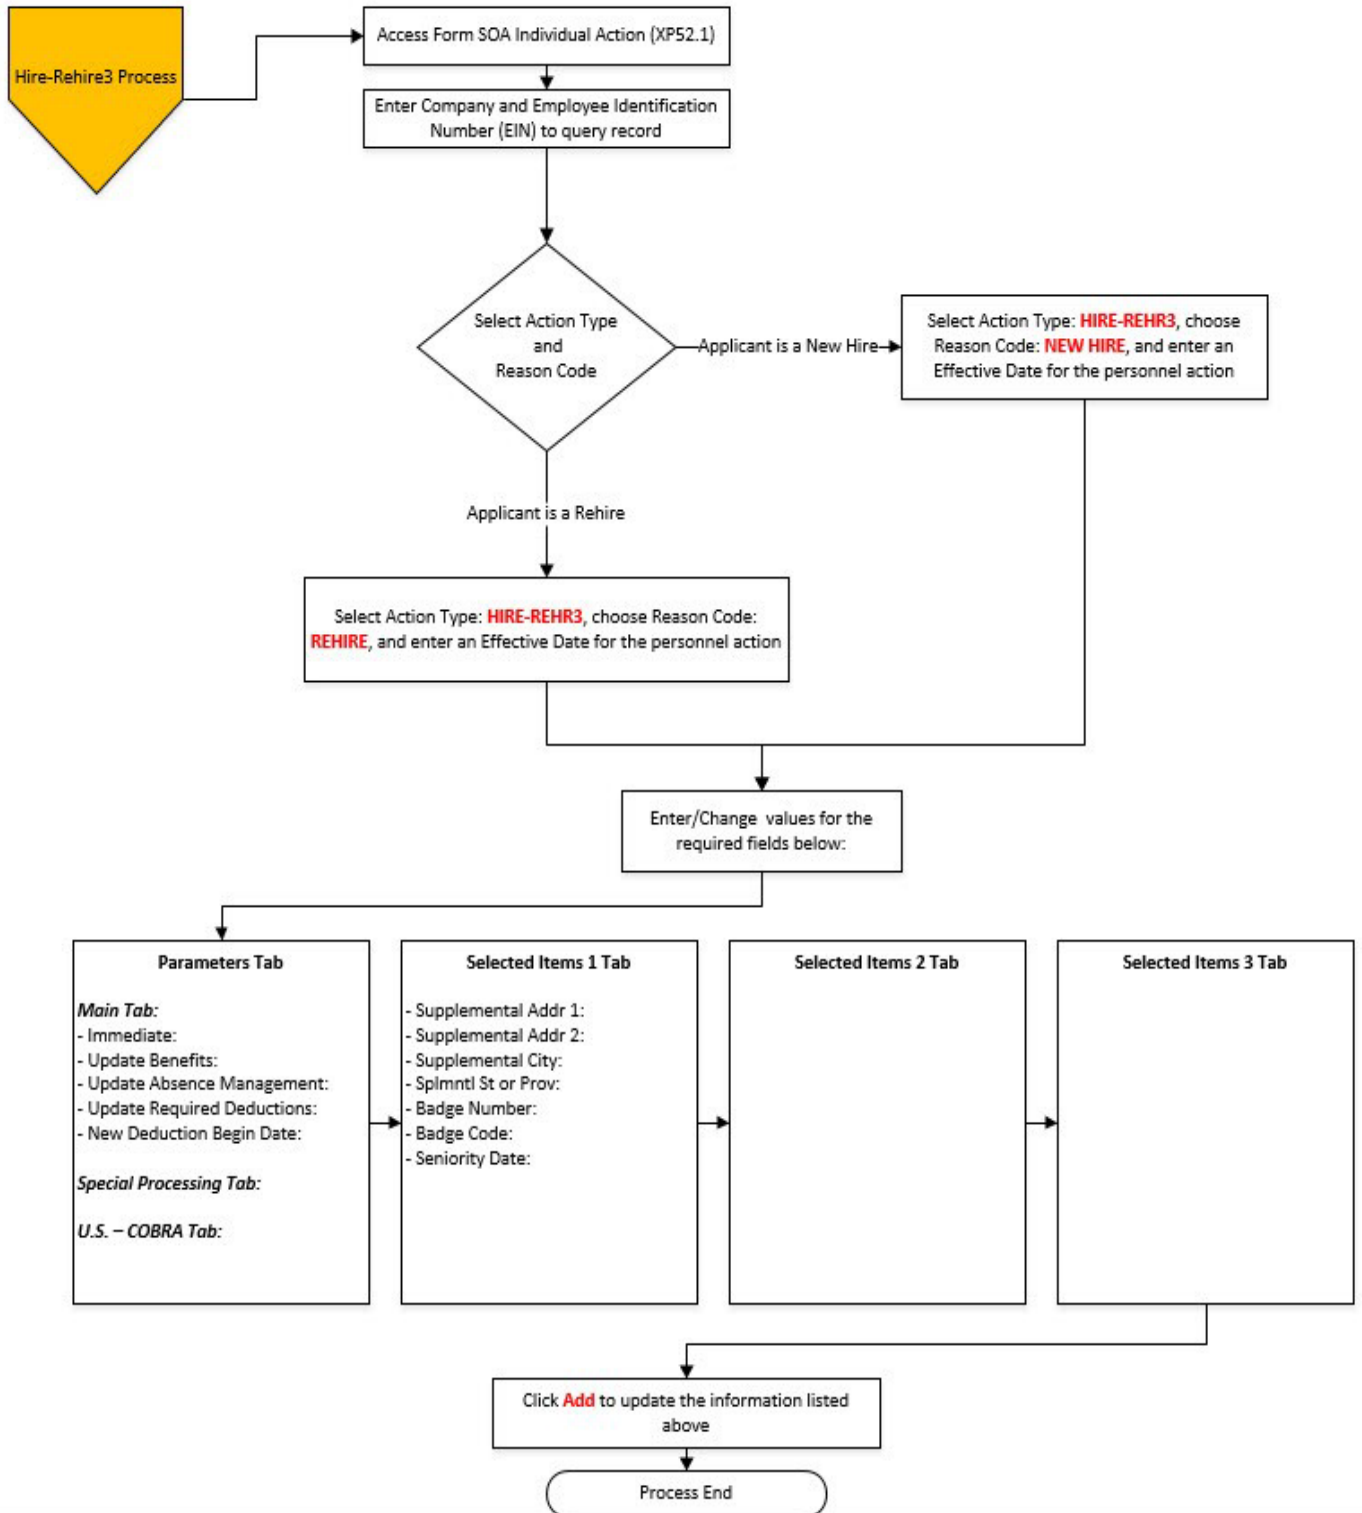 Hire-Rehire3 Process
Access Form SOA Individual Action (XP52.1)
Enter Company and Employee Identification
Number (EIN) to query record
Select Action Type
and
Reason Code
Applicant is a New Hire
Select Action Type: HIRE-REHR3, choose
Reason Code: NEW HIRE, and enter an
Effective Date for the personnel action
Applicant is a Rehire
Select Action Type: HIRE-REHR3, choose Reason Code:
REHIRE, and enter an Effective Date for the personnel action
Enter/Change values for the
required fields below:
Parameters Tab
Main Tab:
- Immediate:
- Update Benefits:
- Update Absence Management:
- Update Required Deductions:
- New Deduction Begin Date:
Special Processing Tab:
U.S. – COBRA Tab:
Selected Items 1 Tab
- Supplemental Addr 1:
- Supplemental Addr 2:
- Supplemental City:
- Splmntl St or Prov:
- Badge Number:
- Badge Code:
- Seniority Date:
Selected Items 2 Tab
Selected Items 3 Tab
Click Add to update the information listed
above
Process End